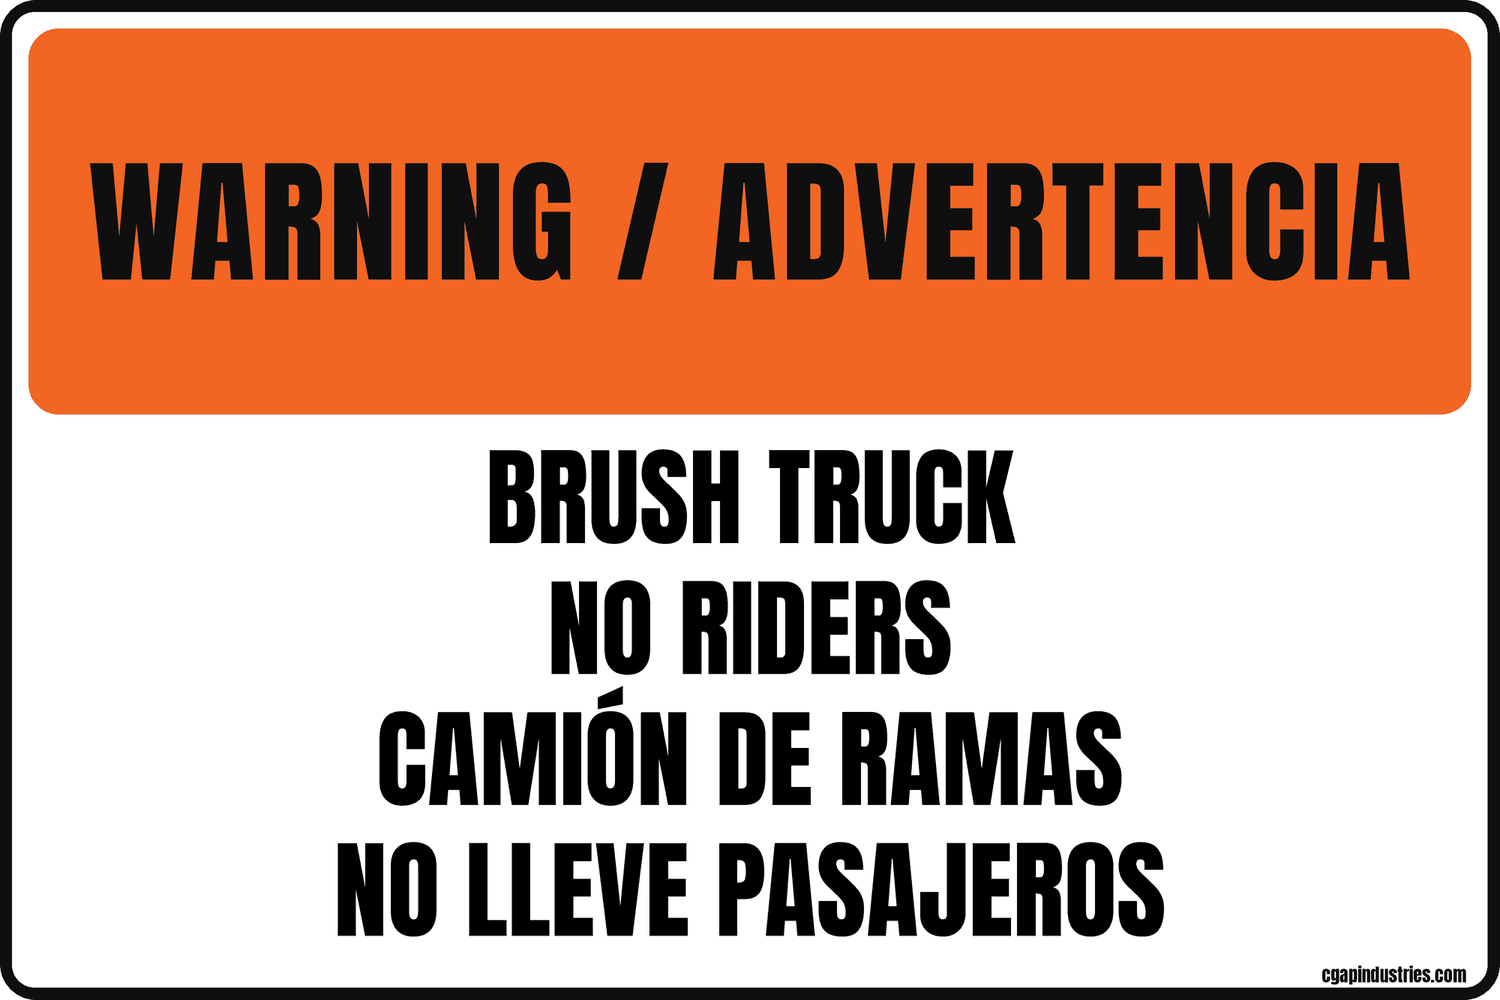 WARNING / ADVERTENCIA
BRUSH TRUCK
NO RIDERS
CAMIÓN DE RAMAS
NO LLEVE PASAJEROS
cgapindustries.com